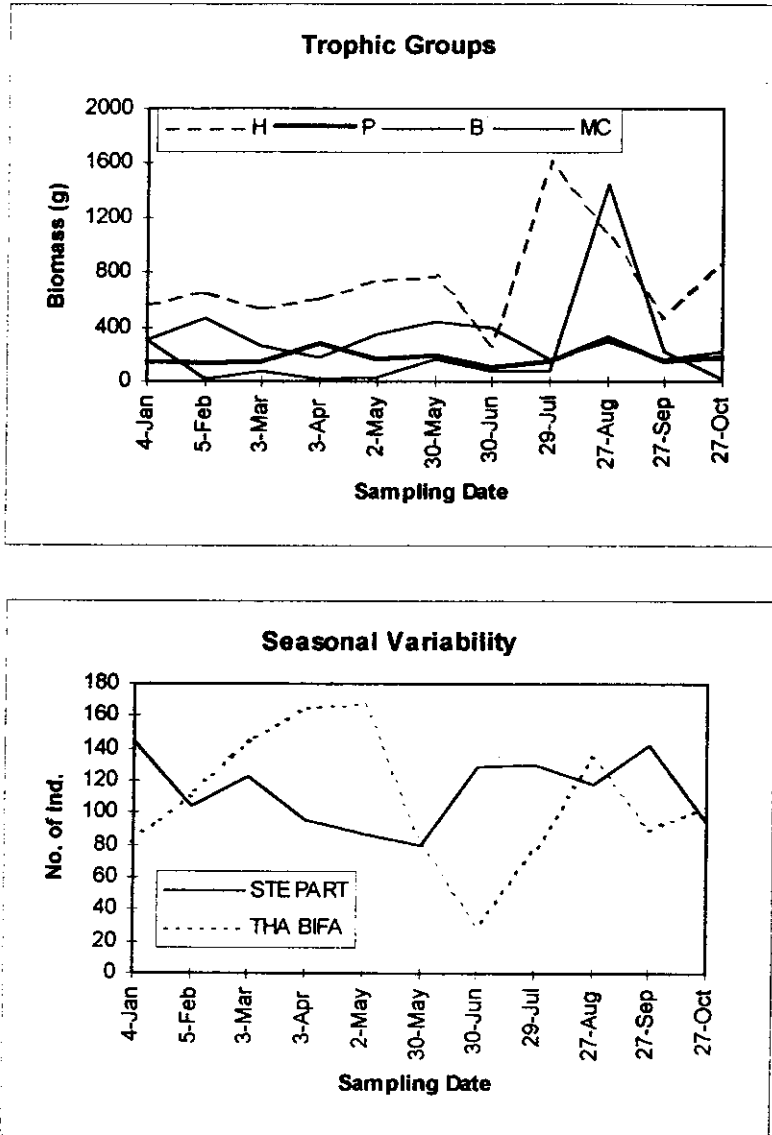 Trophic Groups
2000
1600
1200
800
400
0
Biomass (g)
H P B MC
4-Jan
5-Feb
3-Mar
3-Apr
2-May
30-May
30-Jun
29-Jul
27-Aug
27-Sep
27-Oct
Sampling Date
Seasonal Variability
180
160
140
120
100
80
60
40
20
0
No. of Ind.
STE PART
THA BIFA
4-Jan
5-Feb
3-Mar
3-Apr
2-May
30-May
30-Jun
29-Jul
27-Aug
27-Sep
27-Oct
Sampling Date